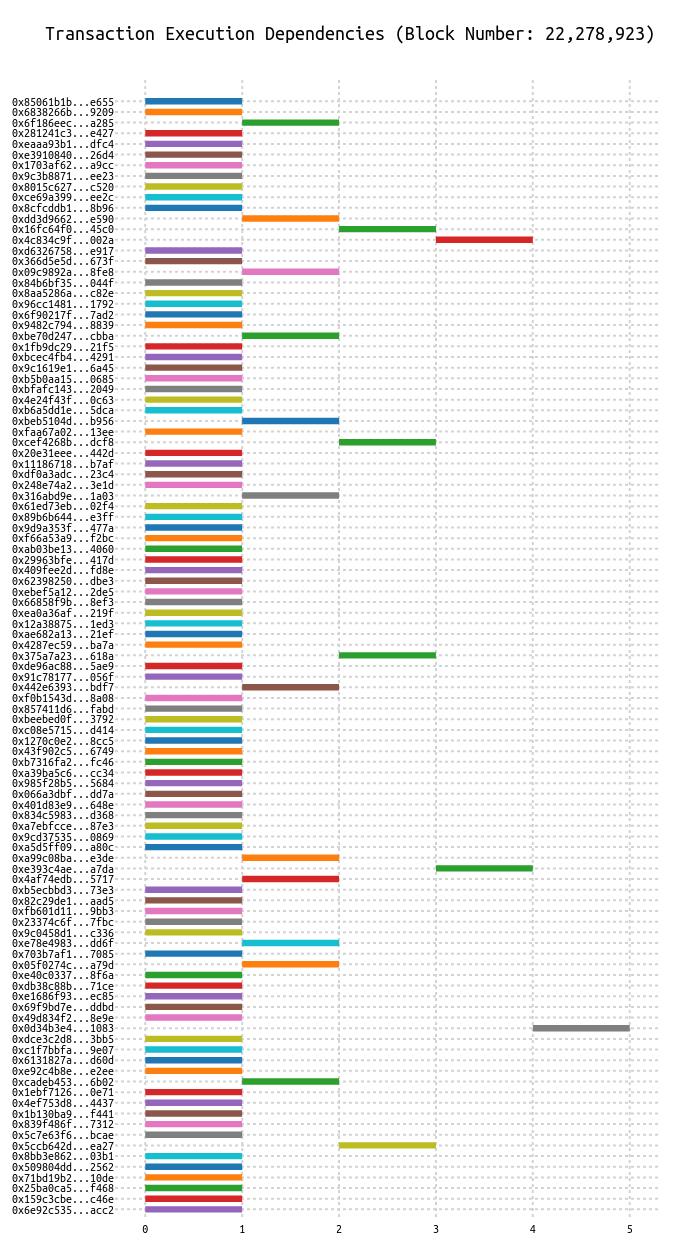 Transaction Execution Dependencies (Block Number: 22,278,923)
0x85061b1b...e655
0x6838266b...9209
0x6f186eec...a285
0x281241c3...e427
0xeaaa93b1...dfc4
0xe3910840...26d4
0x1703af62...a9cc
0x9c3b8871...ee23
0x8015c627...c520
0xce69a399...ee2c
0x8cfcddb1...8b96
0xdd3d9662...e590
0x16fc64f0...45c0
0x4c834c9f...002a
0xd6326758...e917
0x366d5e5d...673f
0x09c9892a...8fe8
0x84b6bf35...044f
0x8aa5286a...c82e
0x96cc1481...1792
0x6f90217f...7ad2
0x9482c794...8839
0xbe70d247...cbba
0x1fb9dc29...21f5
0xbcec4fb4...4291
0x9c1619e1...6a45
0xb5b0aa15...0685
0xbfafc143...2049
0x4e24f43f...0c63
0xb6a5dd1e...5dca
0xbeb5104d...b956
0xfaa67a02...13ee
0xcef4268b...dcf8
0x20e31eee...442d
0x11186718...b7af
0xdf0a3adc...23c4
0x248e74a2...3e1d
0x316abd9e...1a03
0x61ed73eb...02f4
0x89b6b644...e3ff
0x9d9a353f...477a
0xf66a53a9...f2bc
0xab03be13...4060
0x29963bfe...417d
0x409fee2d...fd8e
0x62398250...dbe3
0xebef5a12...2de5
0x66858f9b...8ef3
0xea0a36af...219f
0x12a38875...1ed3
0xae682a13...21ef
0x4287ec59...ba7a
0x375a7a23...618a
0xde96ac88...5ae9
0x91c78177...056f
0x442e6393...bdf7
0xf0b1543d...8a08
0x857411d6...fabd
0xbeebed0f...3792
0xc08e5715...d414
0x1270c0e2...8cc5
0x43f902c5...6749
0xb7316fa2...fc46
0xa39ba5c6...cc34
0x985f28b5...5684
0x066a3dbf...dd7a
0x401d83e9...648e
0x834c5983...d368
0xa7ebfcce...87e3
0x9cd37535...0869
0xa5d5ff09...a80c
0xa99c08ba...e3de
0xe393c4ae...a7da
0x4af74edb...5717
0xb5ecbbd3...73e3
0x82c29de1...aad5
0xfb601d11...9bb3
0x23374c6f...7fbc
0x9c0458d1...c336
0xe78e4983...dd6f
0x703b7af1...7085
0x05f0274c...a79d
0xe40c0337...8f6a
0xdb38c88b...71ce
0xe1686f93...ec85
0x69f9bd7e...ddbd
0x49d834f2...8e9e
0x0d34b3e4...1083
0xdce3c2d8...3bb5
0xc1f7bbfa...9e07
0x6131827a...d60d
0xe92c4b8e...e2ee
0xcadeb453...6b02
0x1ebf7126...0e71
0x4ef753d8...4437
0x1b130ba9...f441
0x839f486f...7312
0x5c7e63f6...bcae
0x5ccb642d...ea27
0x8bb3e862...03b1
0x509804dd...2562
0x71bd19b2...10de
0x25ba0ca5...f468
0x159c3cbe...c46e
0x6e92c535...acc2
0 1 2 3 4 5